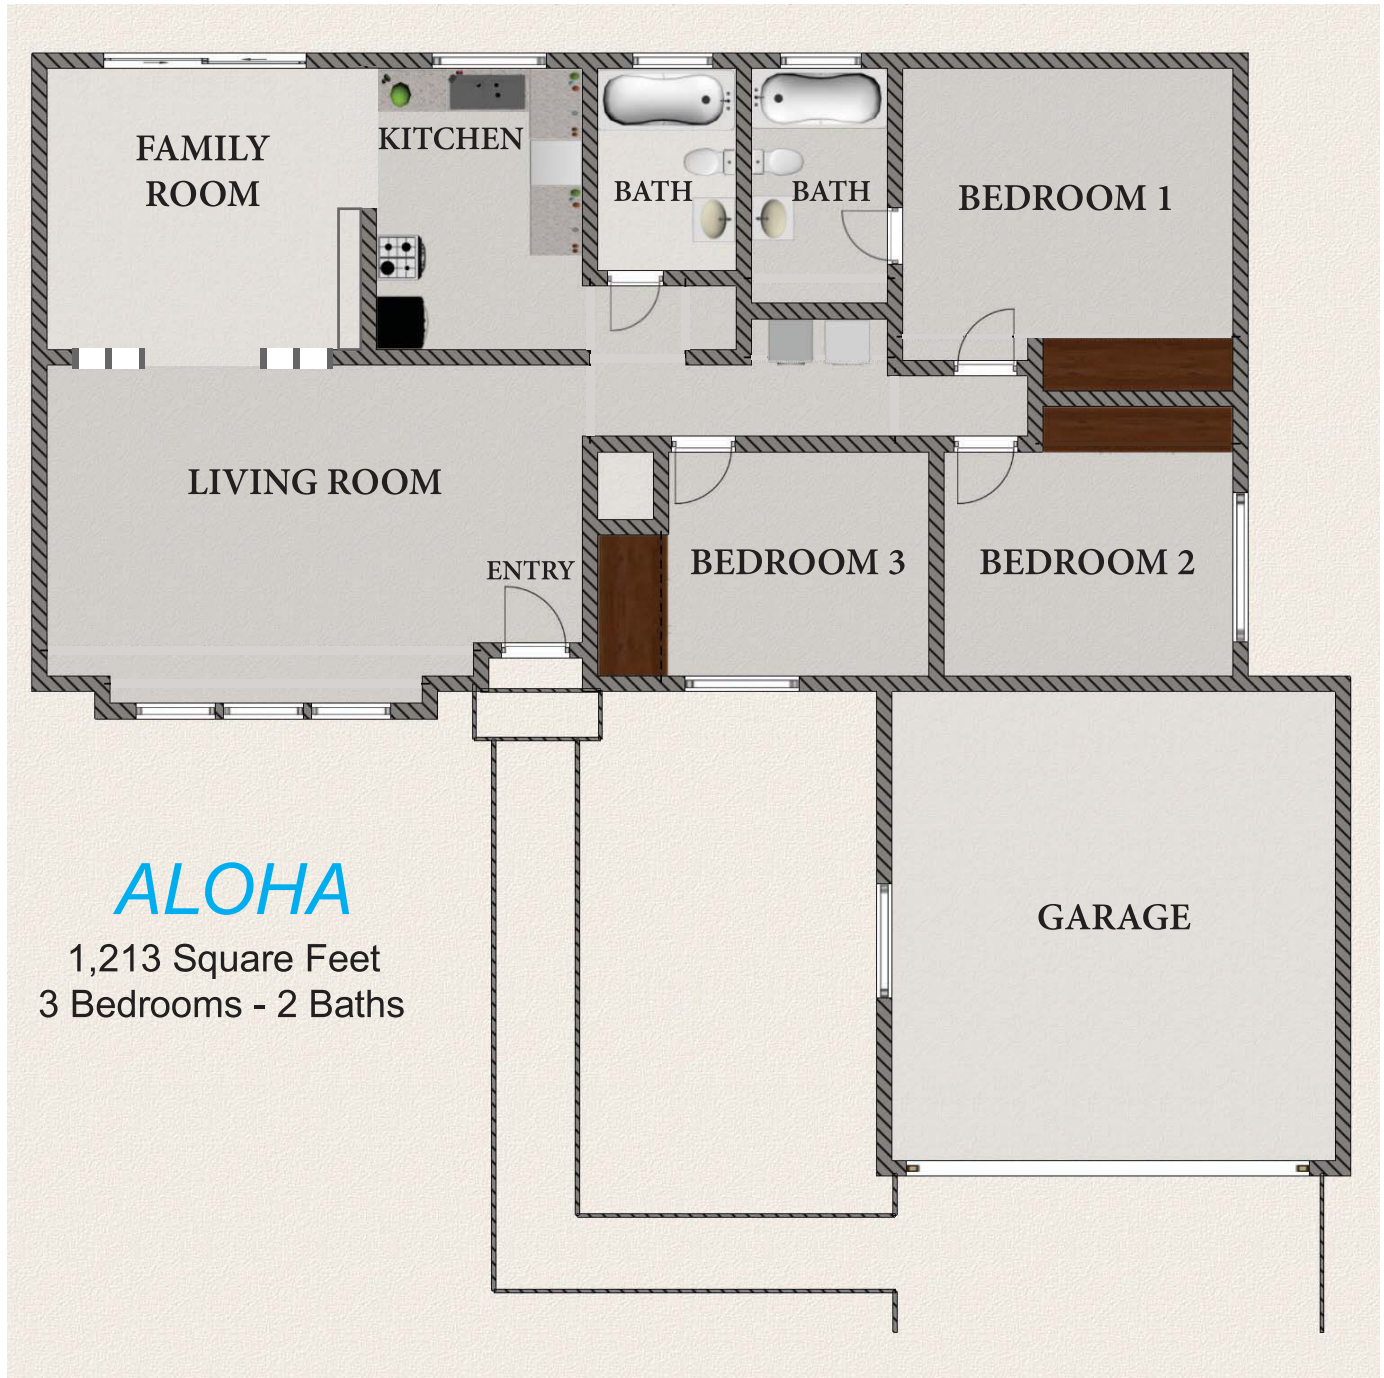 FAMILY
ROOM
KITCHEN
BATH
BATH
BEDROOM 1
LIVING ROOM
ENTRY
BEDROOM 3
BEDROOM 2
GARAGE
ALOHA
1,213 Square Feet
3 Bedrooms - 2 Baths